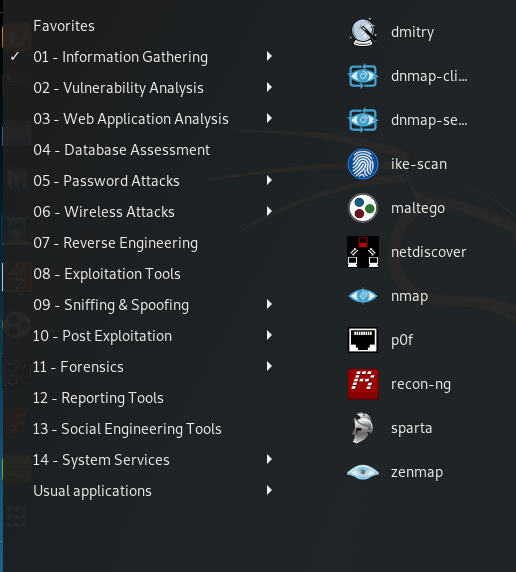 Favorites
01 - Information Gathering
02 - Vulnerability Analysis
03 - Web Application Analysis
04 - Database Assessment
05 - Password Attacks
06 - Wireless Attacks
07 - Reverse Engineering
08 - Exploitation Tools
09 - Sniffing & Spoofing
10 - Post Exploitation
11 - Forensics
12 - Reporting Tools
13 - Social Engineering Tools
14 - System Services
Usual applications
dmitry
dnmap-cli...
dnmap-se...
ike-scan
maltego
netdiscover
nmap
p0f
recon-ng
sparta
zenmap